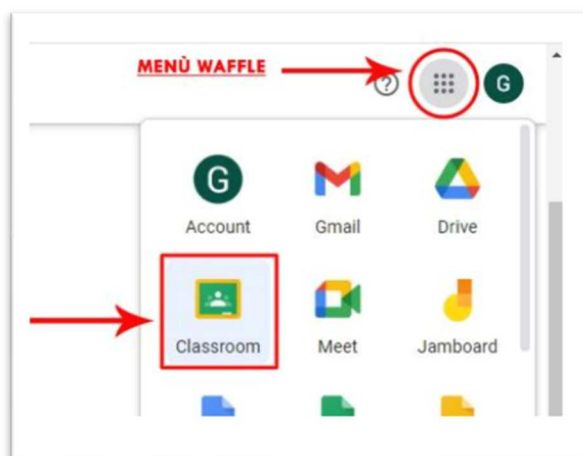 MENÙ WAFFLE
G
G
Account Gmail Drive
Classroom Meet Jamboard